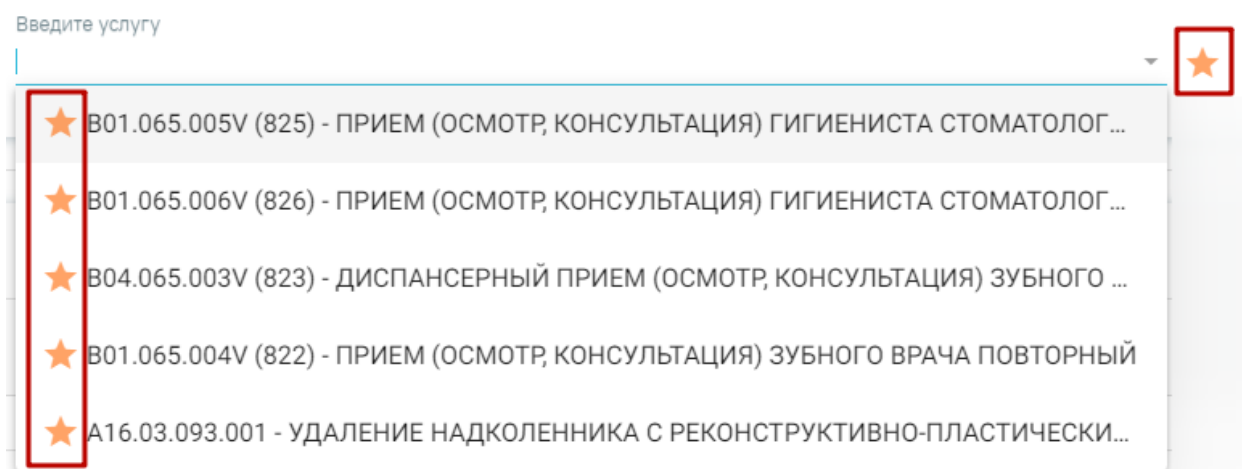 Введите услугу
B01.065.005V (825) - ПРИЕМ (ОСМОТР, КОНСУЛЬТАЦИЯ) ГИГИЕНИСТА СТОМАТОЛОГ...
B01.065.006V (826) - ПРИЕМ (ОСМОТР, КОНСУЛЬТАЦИЯ) ГИГИЕНИСТА СТОМАТОЛОГ...
B04.065.003V (823) - ДИСПАНСЕРНЫЙ ПРИЕМ (ОСМОТР, КОНСУЛЬТАЦИЯ) ЗУБНОГО ...
B01.065.004V (822) - ПРИЕМ (ОСМОТР, КОНСУЛЬТАЦИЯ) ЗУБНОГО ВРАЧА ПОВТОРНЫЙ
A16.03.093.001 - УДАЛЕНИЕ НАДКОЛЕННИКА С РЕКОНСТРУКТИВНО-ПЛАСТИЧЕСКИ...